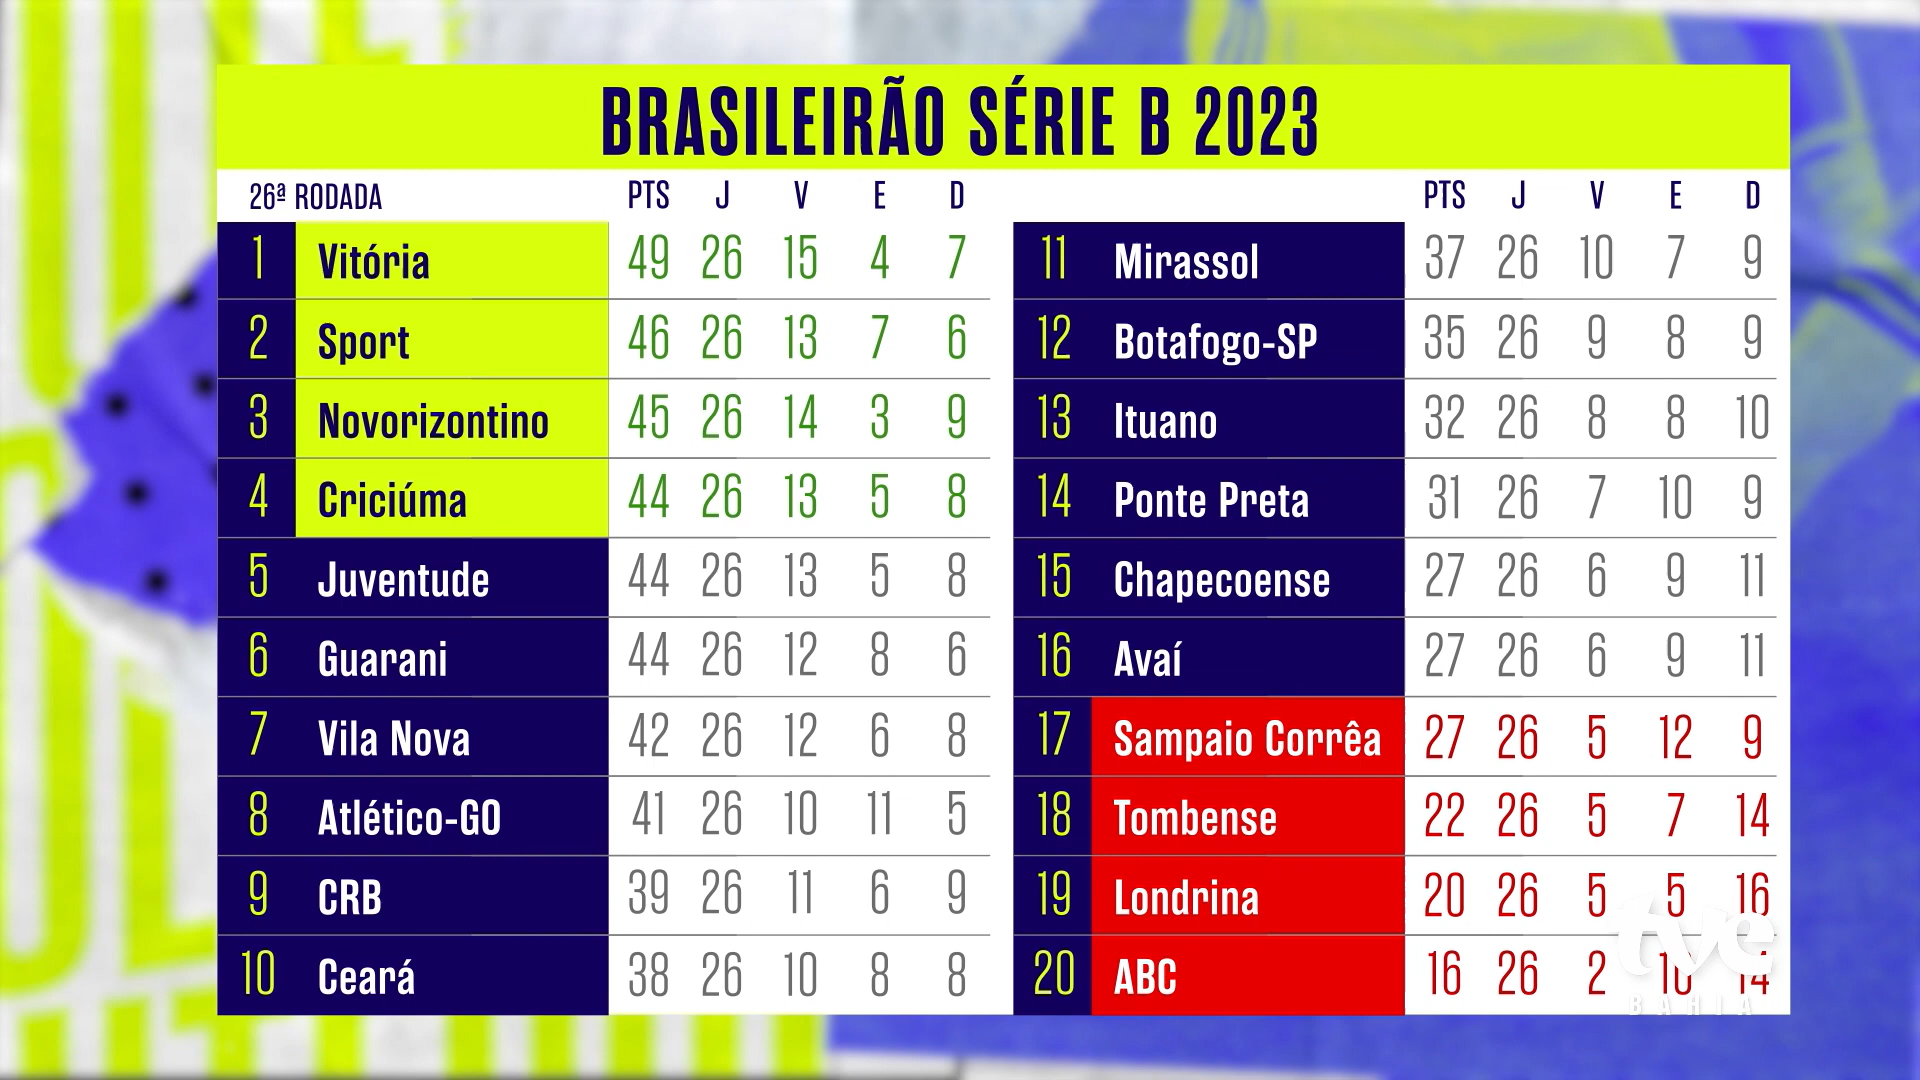 BRASILEIRÃO SÉRIE B 2023
26ª RODADA PTS J V E D
1 Vitória 49 26 15 4 7
2 Sport 46 26 13 7 6
3 Novorizontino 45 26 14 3 9
4 Criciúma 44 26 13 5 8
5 Juventude 44 26 13 5 8
6 Guarani 44 26 12 8 6
7 Vila Nova 42 26 12 6 8
8 Atlético-GO 41 26 10 11 5
9 CRB 39 26 11 6 9
10 Ceará 38 26 10 8 8
PTS J V E D
11 Mirassol 37 26 10 7 9
12 Botafogo-SP 35 26 9 8 9
13 Ituano 32 26 8 8 10
14 Ponte Preta 31 26 7 10 9
15 Chapecoense 27 26 6 9 11
16 Avaí 27 26 6 9 11
17 Sampaio Corrêa 27 26 5 12 9
18 Tombense 22 26 5 7 14
19 Londrina 20 26 5 5 16
20 ABC 16 26 2 10 14
tve
BAHIA